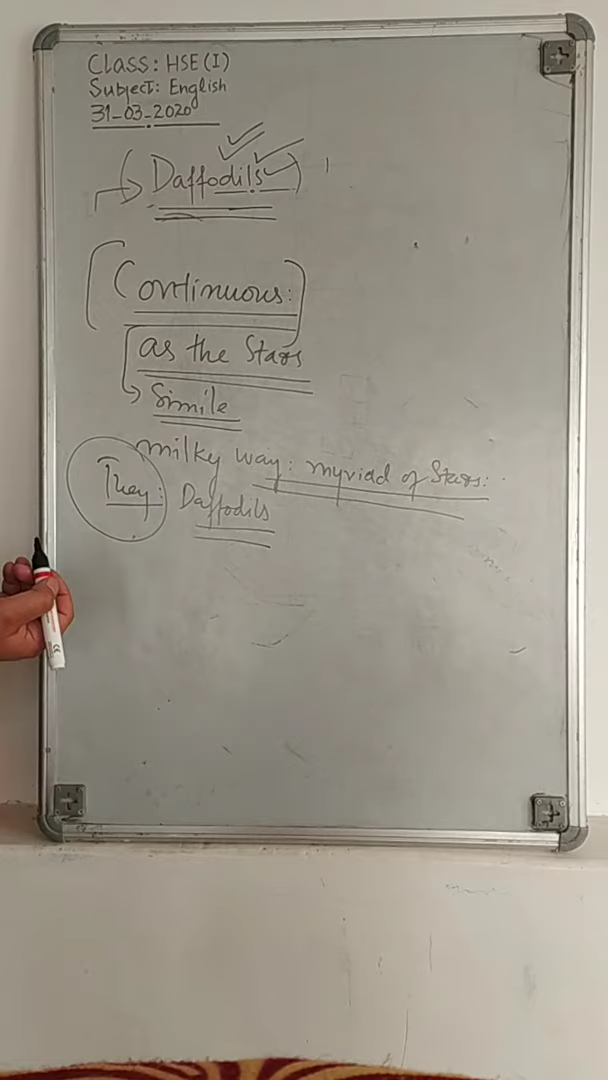 Class: HSE (I)
Subject: English
31-03-2020
Daffodils
Continuous:
as the Stars
Simile
Milky way: myriad of Stars:
They: Daffodils